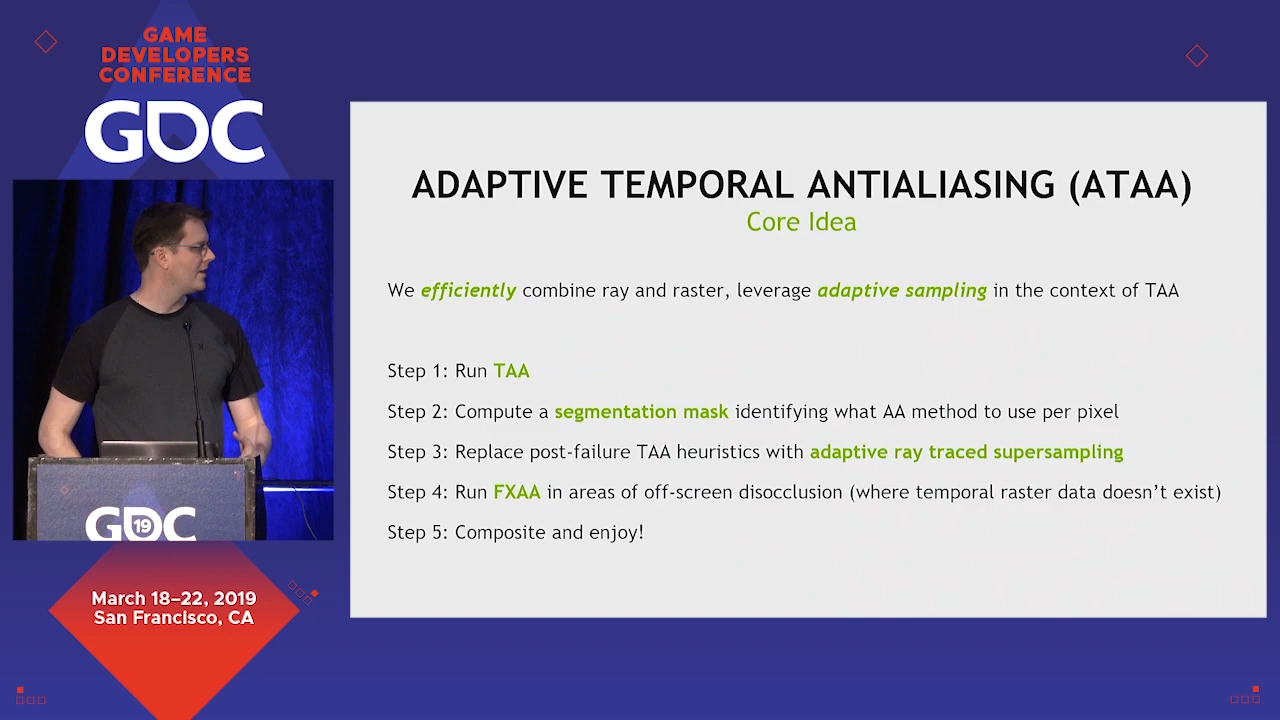 GAME
DEVELOPERS
CONFERENCE
GDC
ADAPTIVE TEMPORAL ANTIALIASING (ATAA)
Core Idea
We efficiently combine ray and raster, leverage adaptive sampling in the context of TAA
Step 1: Run TAA
Step 2: Compute a segmentation mask identifying what AA method to use per pixel
Step 3: Replace post-failure TAA heuristics with adaptive ray traced supersampling
Step 4: Run FXAA in areas of off-screen disocclusion (where temporal raster data doesn't exist)
Step 5: Composite and enjoy!
GDC 19
March 18–22, 2019
San Francisco, CA